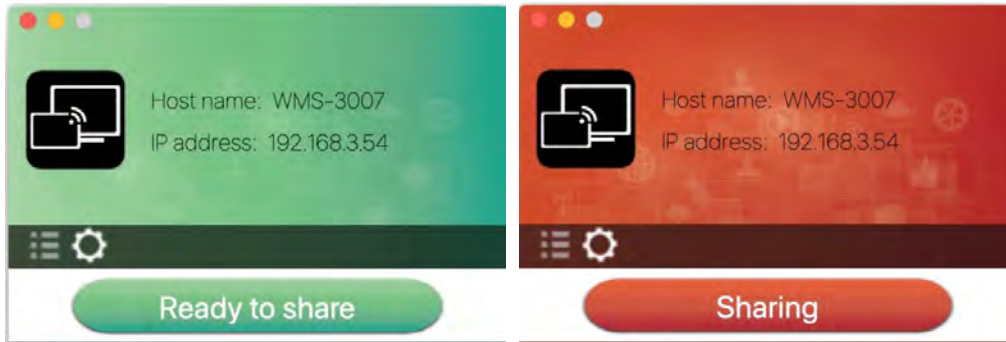 Host name: WMS-3007
IP address: 192.168.3.54
Ready to share
Host name: WMS-3007
IP address: 192.168.3.54
Sharing